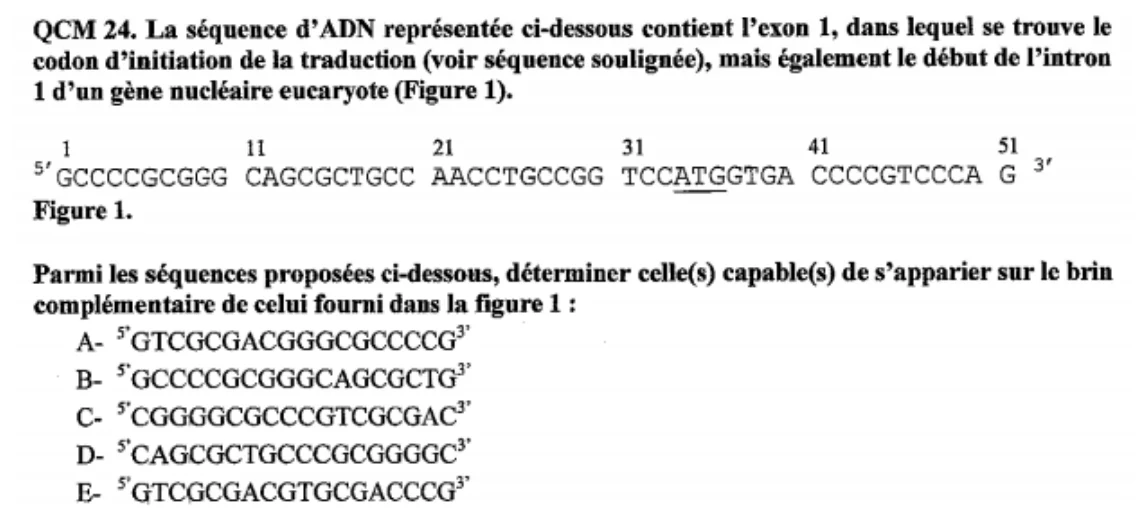 QCM 24. La séquence d'ADN représentée ci-dessous contient l'exon 1, dans lequel se trouve le
codon d'initiation de la traduction (voir séquence soulignée), mais également le début de l'intron
1 d'un gène nucléaire eucaryote (Figure 1).
1 11 21 31 41 51
5' GCCCCGCGGG CAGCGCTGCC AACCTGCCGG TCCATGGTGA CCCCGTCCCA G 3'
Figure 1.
Parmi les séquences proposées ci-dessous, déterminer celle(s) capable(s) de s'apparier sur le brin
complémentaire de celui fourni dans la figure 1 :
A- 5'GTCGCGACGGGCGCCCCG3'
B- 5'GCCCCGCGGGCAGCGCTG3'
C- 5'CGGGGCGCCCGTCGCGAC3'
D- 5'CAGCGCTGCCCGCGGGGC3'
E- 5'GTCGCGACGTGCGACCCG3'